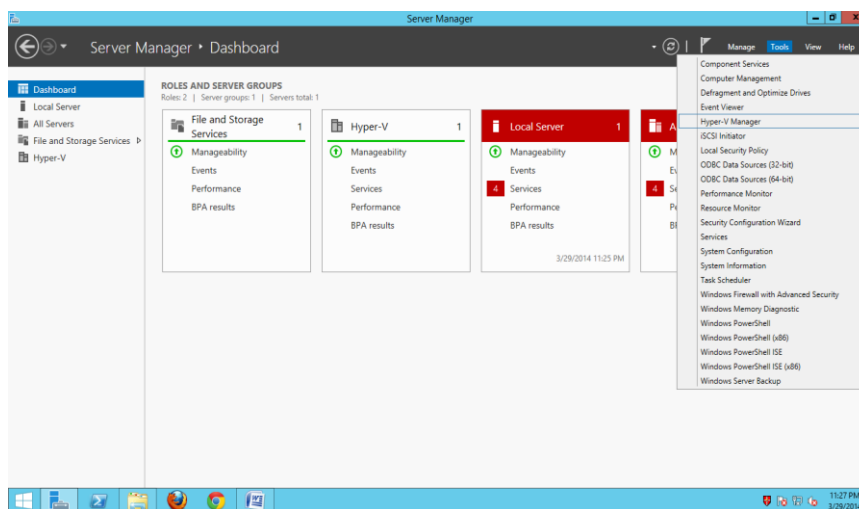 Server Manager
Server Manager • Dashboard
Manage Tools View Help
Dashboard
Local Server
All Servers
File and Storage Services
Hyper-V
ROLES AND SERVER GROUPS
Roles: 2 | Server groups: 1 | Servers total: 1
File and Storage Services 1
Manageability
Events
Performance
BPA results
Hyper-V 1
Manageability
Events
Services
Performance
BPA results
Local Server 1
Manageability
Events
4 Services
Performance
BPA results
3/29/2014 11:25 PM
4
Component Services
Computer Management
Defragment and Optimize Drives
Event Viewer
Hyper-V Manager
iSCSI Initiator
Local Security Policy
ODBC Data Sources (32-bit)
ODBC Data Sources (64-bit)
Performance Monitor
Resource Monitor
Security Configuration Wizard
Services
System Configuration
System Information
Task Scheduler
Windows Firewall with Advanced Security
Windows Memory Diagnostic
Windows PowerShell
Windows PowerShell (x86)
Windows PowerShell ISE
Windows PowerShell ISE (x86)
Windows Server Backup
11:27 PM
3/29/2014